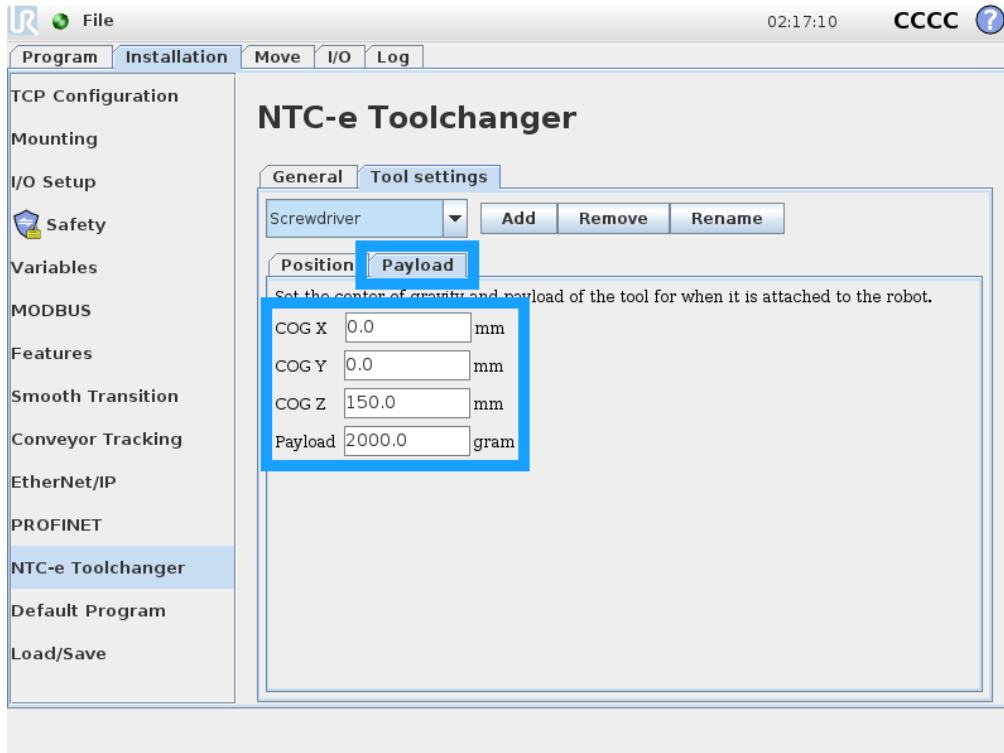 UR File 02:17:10 CCCC ?
Program Installation Move I/O Log
TCP Configuration
Mounting
I/O Setup
Safety
Variables
MODBUS
Features
Smooth Transition
Conveyor Tracking
EtherNet/IP
PROFINET
NTC-e Toolchanger
Default Program
Load/Save
NTC-e Toolchanger
General Tool settings
Screwdriver Add Remove Rename
Position Payload
Set the center of gravity and payload of the tool for when it is attached to the robot.
COG X 0.0 mm
COG Y 0.0 mm
COG Z 150.0 mm
Payload 2000.0 gram